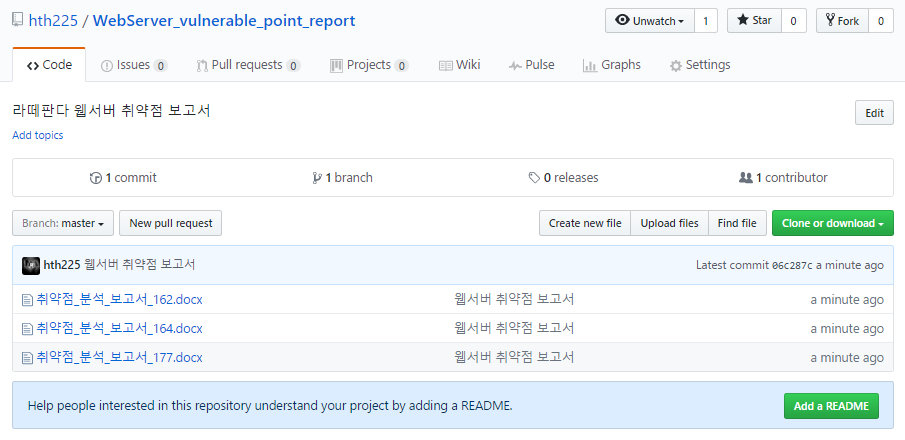 hth225 / WebServer_vulnerable_point_report Unwatch 1 Star 0 Fork 0
Code Issues 0 Pull requests 0 Projects 0 Wiki Pulse Graphs Settings
라떼판다 웹서버 취약점 보고서 Edit
Add topics
1 commit 1 branch 0 releases 1 contributor
Branch: master New pull request Create new file Upload files Find file Clone or download
hth225 웹서버 취약점 보고서 Latest commit 06c287c a minute ago
취약점_분석_보고서_162.docx 웹서버 취약점 보고서 a minute ago
취약점_분석_보고서_164.docx 웹서버 취약점 보고서 a minute ago
취약점_분석_보고서_177.docx 웹서버 취약점 보고서 a minute ago
Help people interested in this repository understand your project by adding a README. Add a README